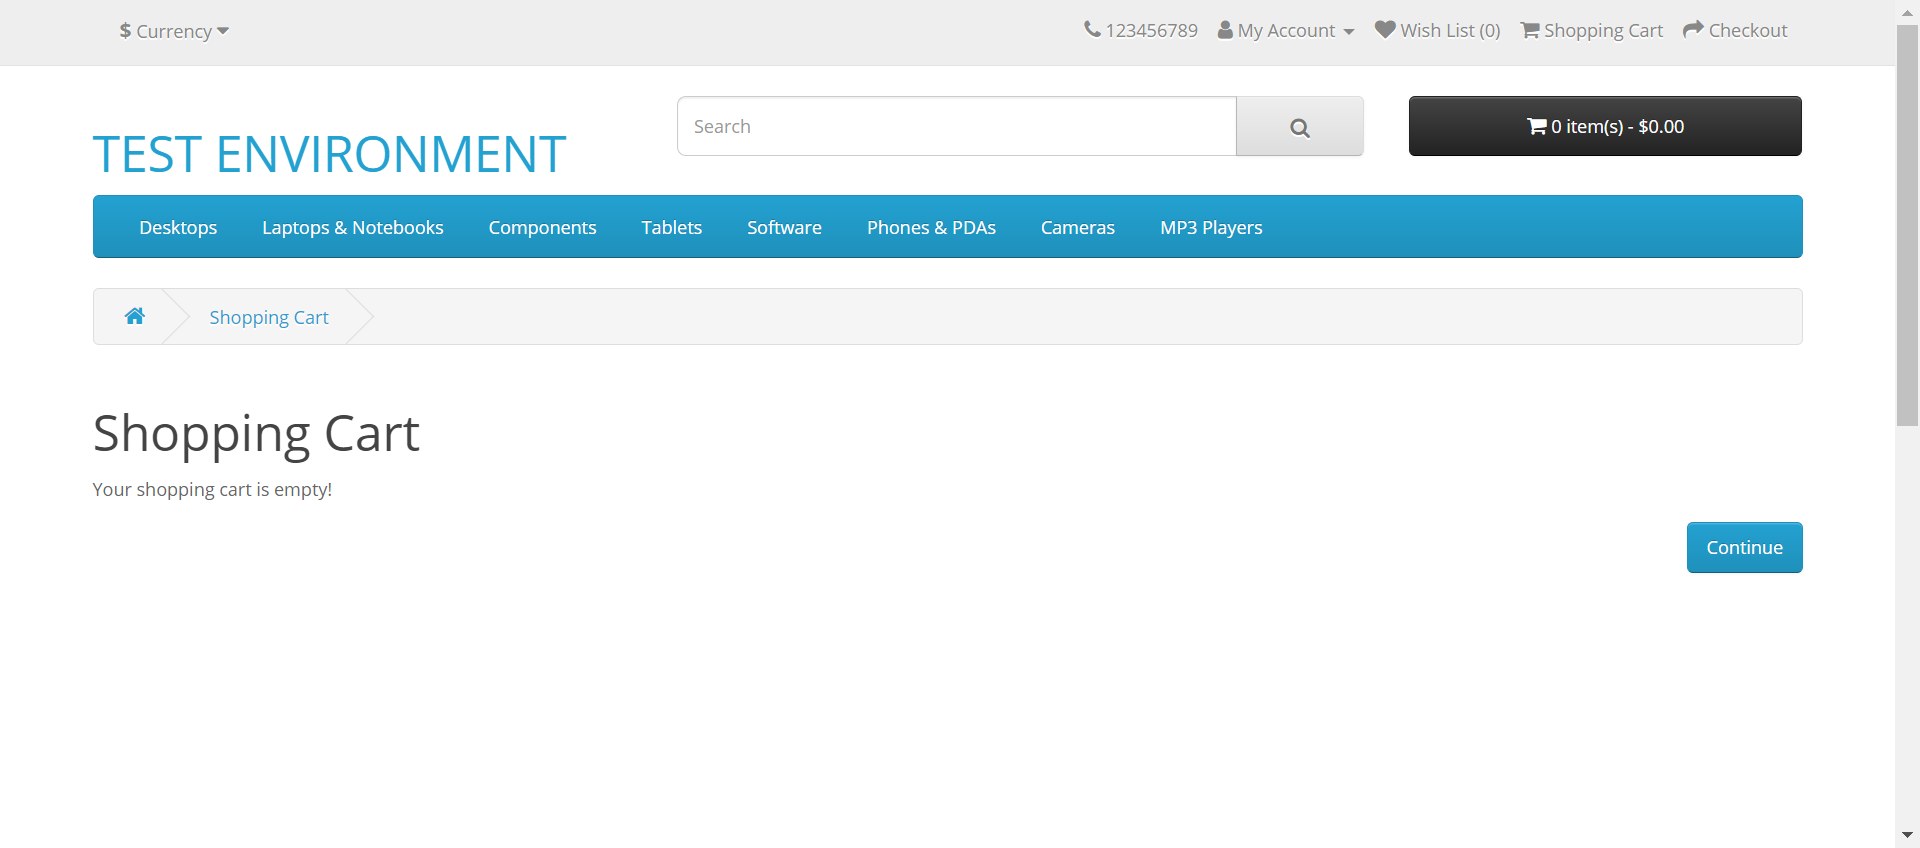 $ Currency
123456789 My Account Wish List (0) Shopping Cart Checkout
TEST ENVIRONMENT
Search
0 item(s) - $0.00
Desktops Laptops & Notebooks Components Tablets Software Phones & PDAs Cameras MP3 Players
Shopping Cart
Shopping Cart
Your shopping cart is empty!
Continue